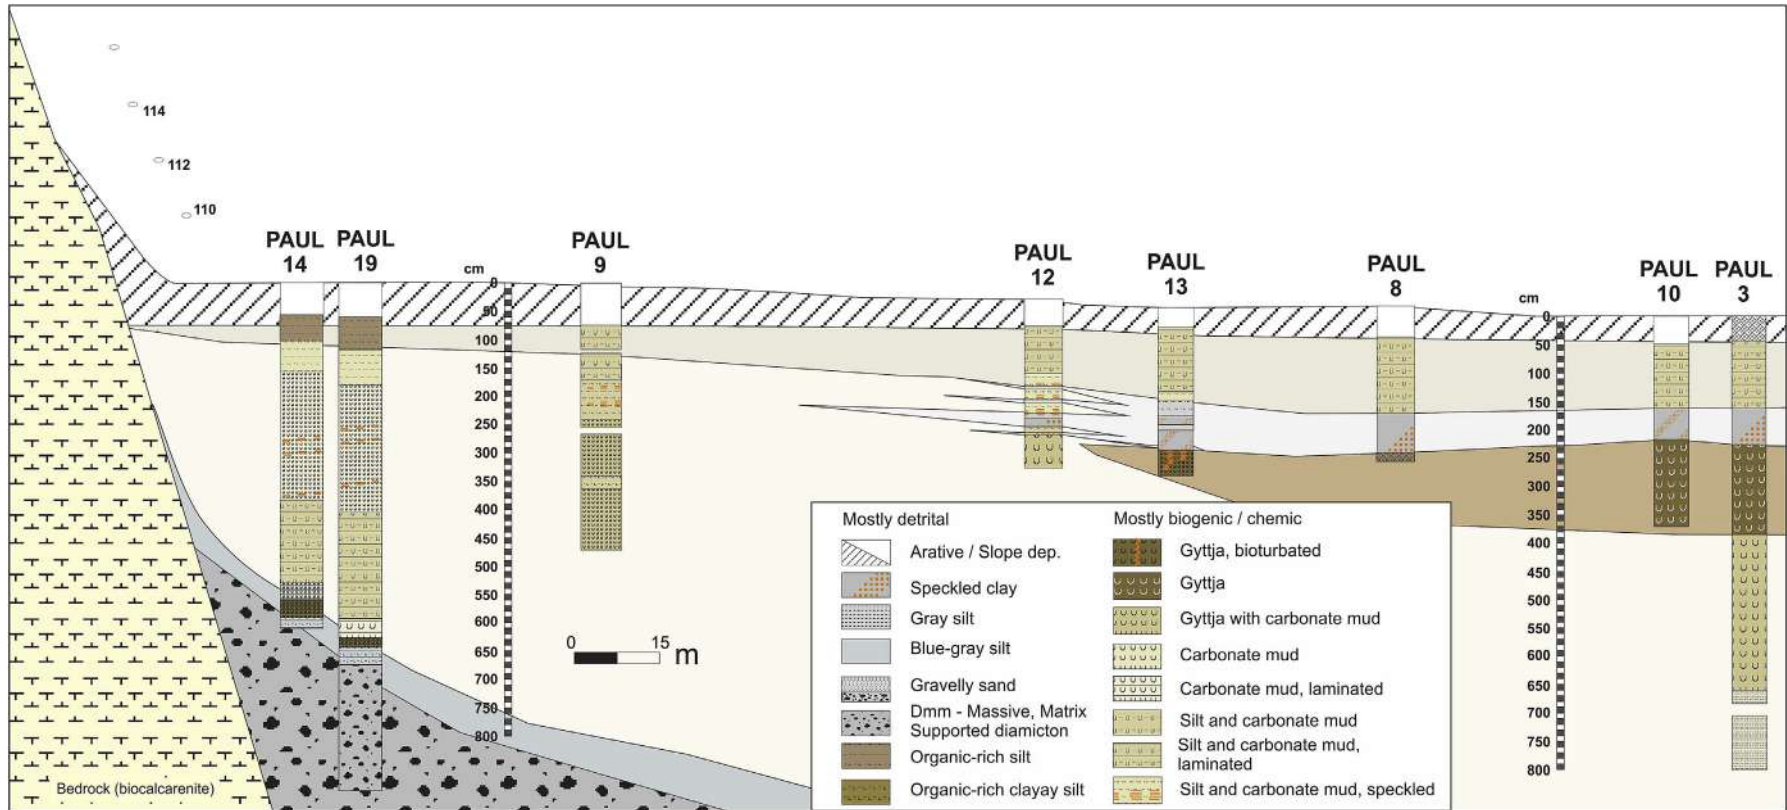 114
112
110
PAUL
14
PAUL
19
PAUL
9
PAUL
12
PAUL
13
PAUL
8
PAUL
10
PAUL
3
cm
0
50
100
150
200
250
300
350
400
450
500
550
600
650
700
750
800
cm
0
50
100
150
200
250
300
350
400
450
500
550
600
650
700
750
800
0 15 m
Bedrock (biocalcarenite)
Mostly detrital
Arative / Slope dep.
Speckled clay
Gray silt
Blue-gray silt
Gravelly sand
Dmm - Massive, Matrix
Supported diamicton
Organic-rich silt
Organic-rich clayay silt
Mostly biogenic / chemic
Gyttja, bioturbated
Gyttja
Gyttja with carbonate mud
Carbonate mud
Carbonate mud, laminated
Silt and carbonate mud
Silt and carbonate mud,
laminated
Silt and carbonate mud, speckled